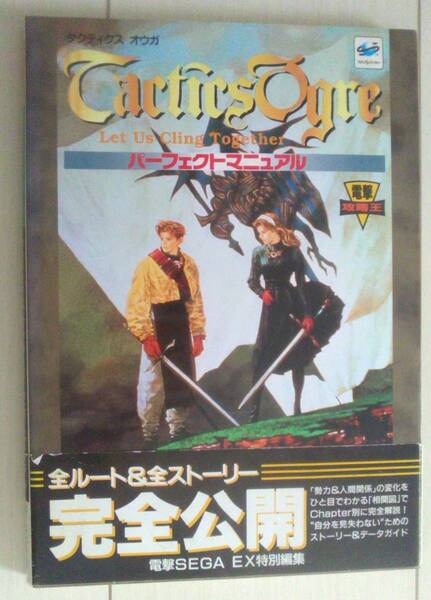 タクティクス オウガ
TacticsOgre
Let Us Cling Together
パーフェクトマニュアル
電撃
攻略王
全ルート&全ストーリー
完全公開
電撃SEGA EX特別編集
「勢力&人間関係」の変化を
ひと目でわかる「相関図」で
Chapter別に完全解説!
"自分を見失わない"ための
ストーリー&データガイド